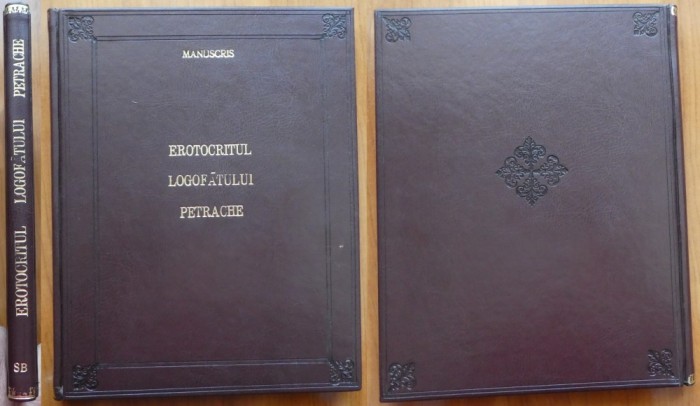 EROTOCRITUL LOGOFĂTULUI PETRACHE
SB
MANUSCRIS
EROTOCRITUL
LOGOFĂTULUI
PETRACHE